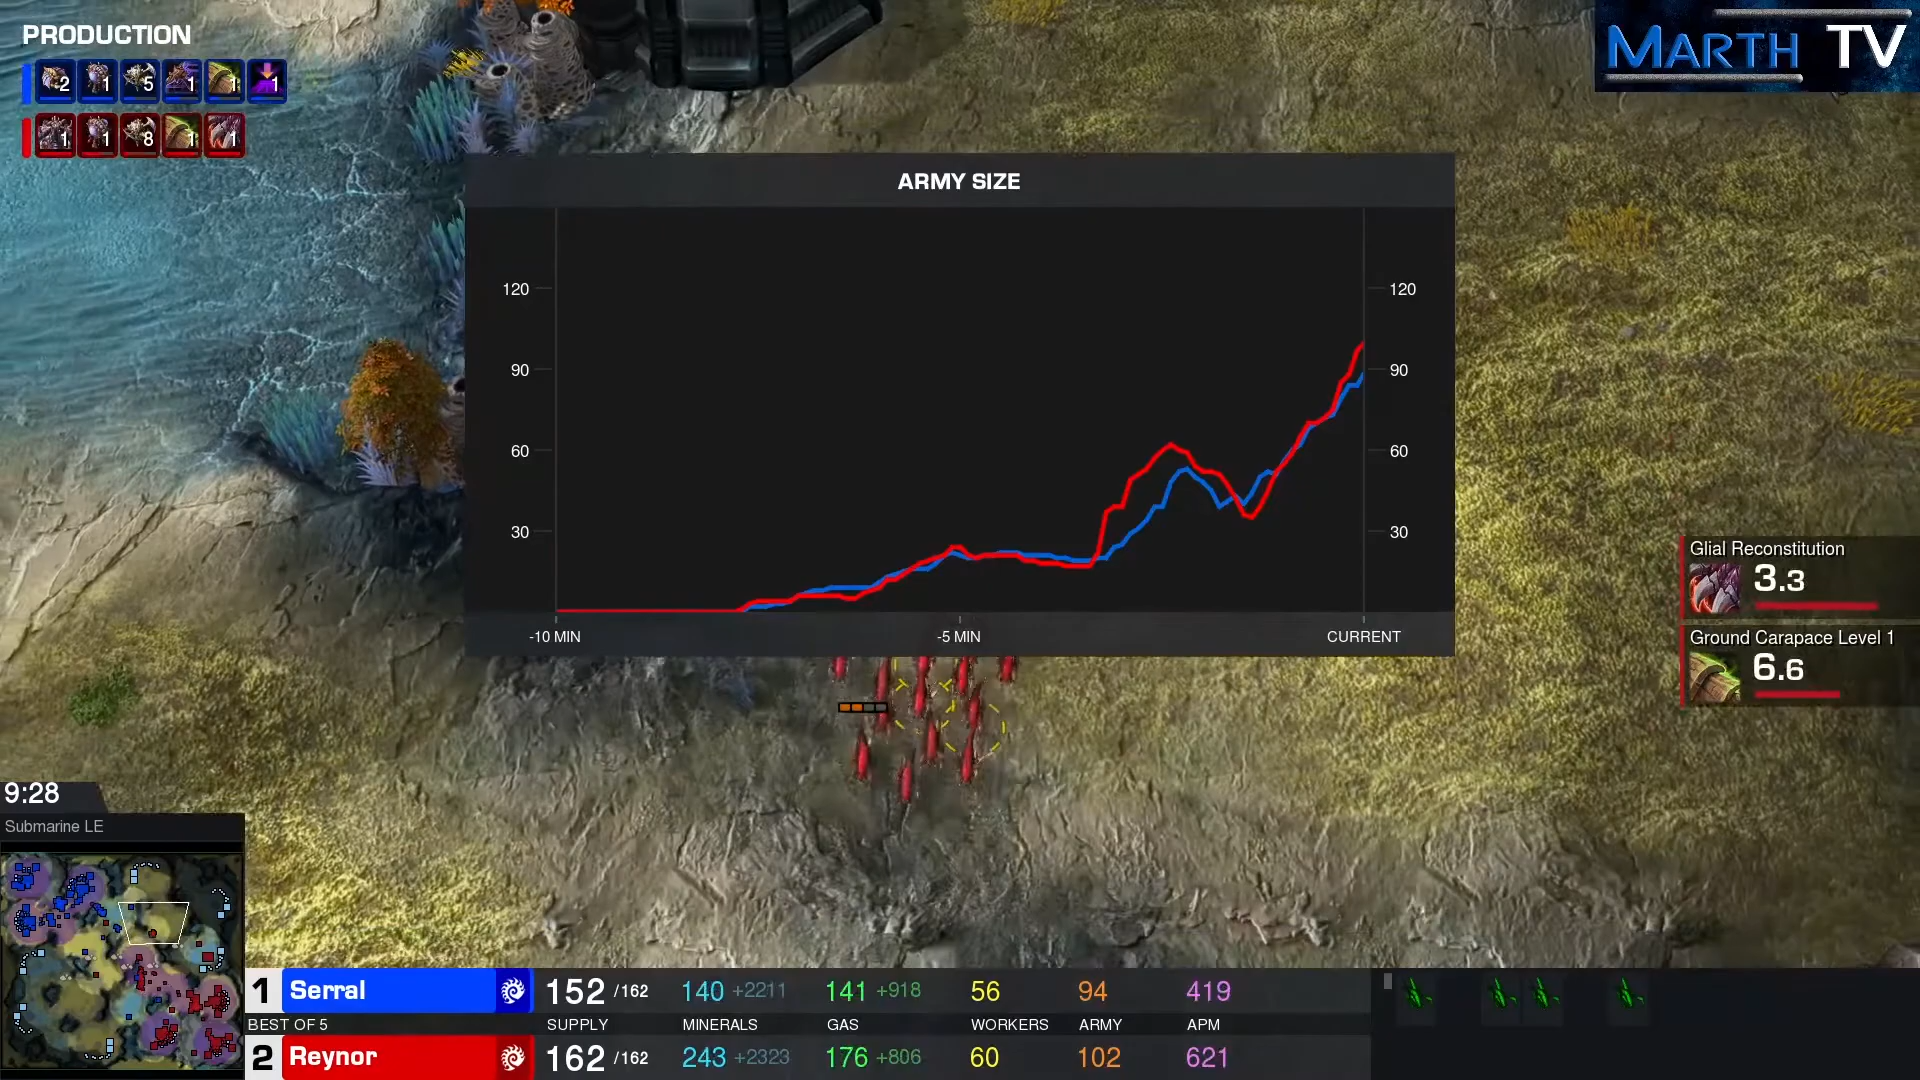 PRODUCTION
2 1 5 1 1 1
1 1 8 1 1
MARTH TV
ARMY SIZE
120 120
90 90
60 60
30 30
-10 MIN -5 MIN CURRENT
Glial Reconstitution
3.3
Ground Carapace Level 1
6.6
9:28
Submarine LE
1 Serral 152 /162 140 +2211 141 +918 56 94 419
BEST OF 5 SUPPLY MINERALS GAS WORKERS ARMY APM
2 Reynor 162 /162 243 +2323 176 +806 60 102 621